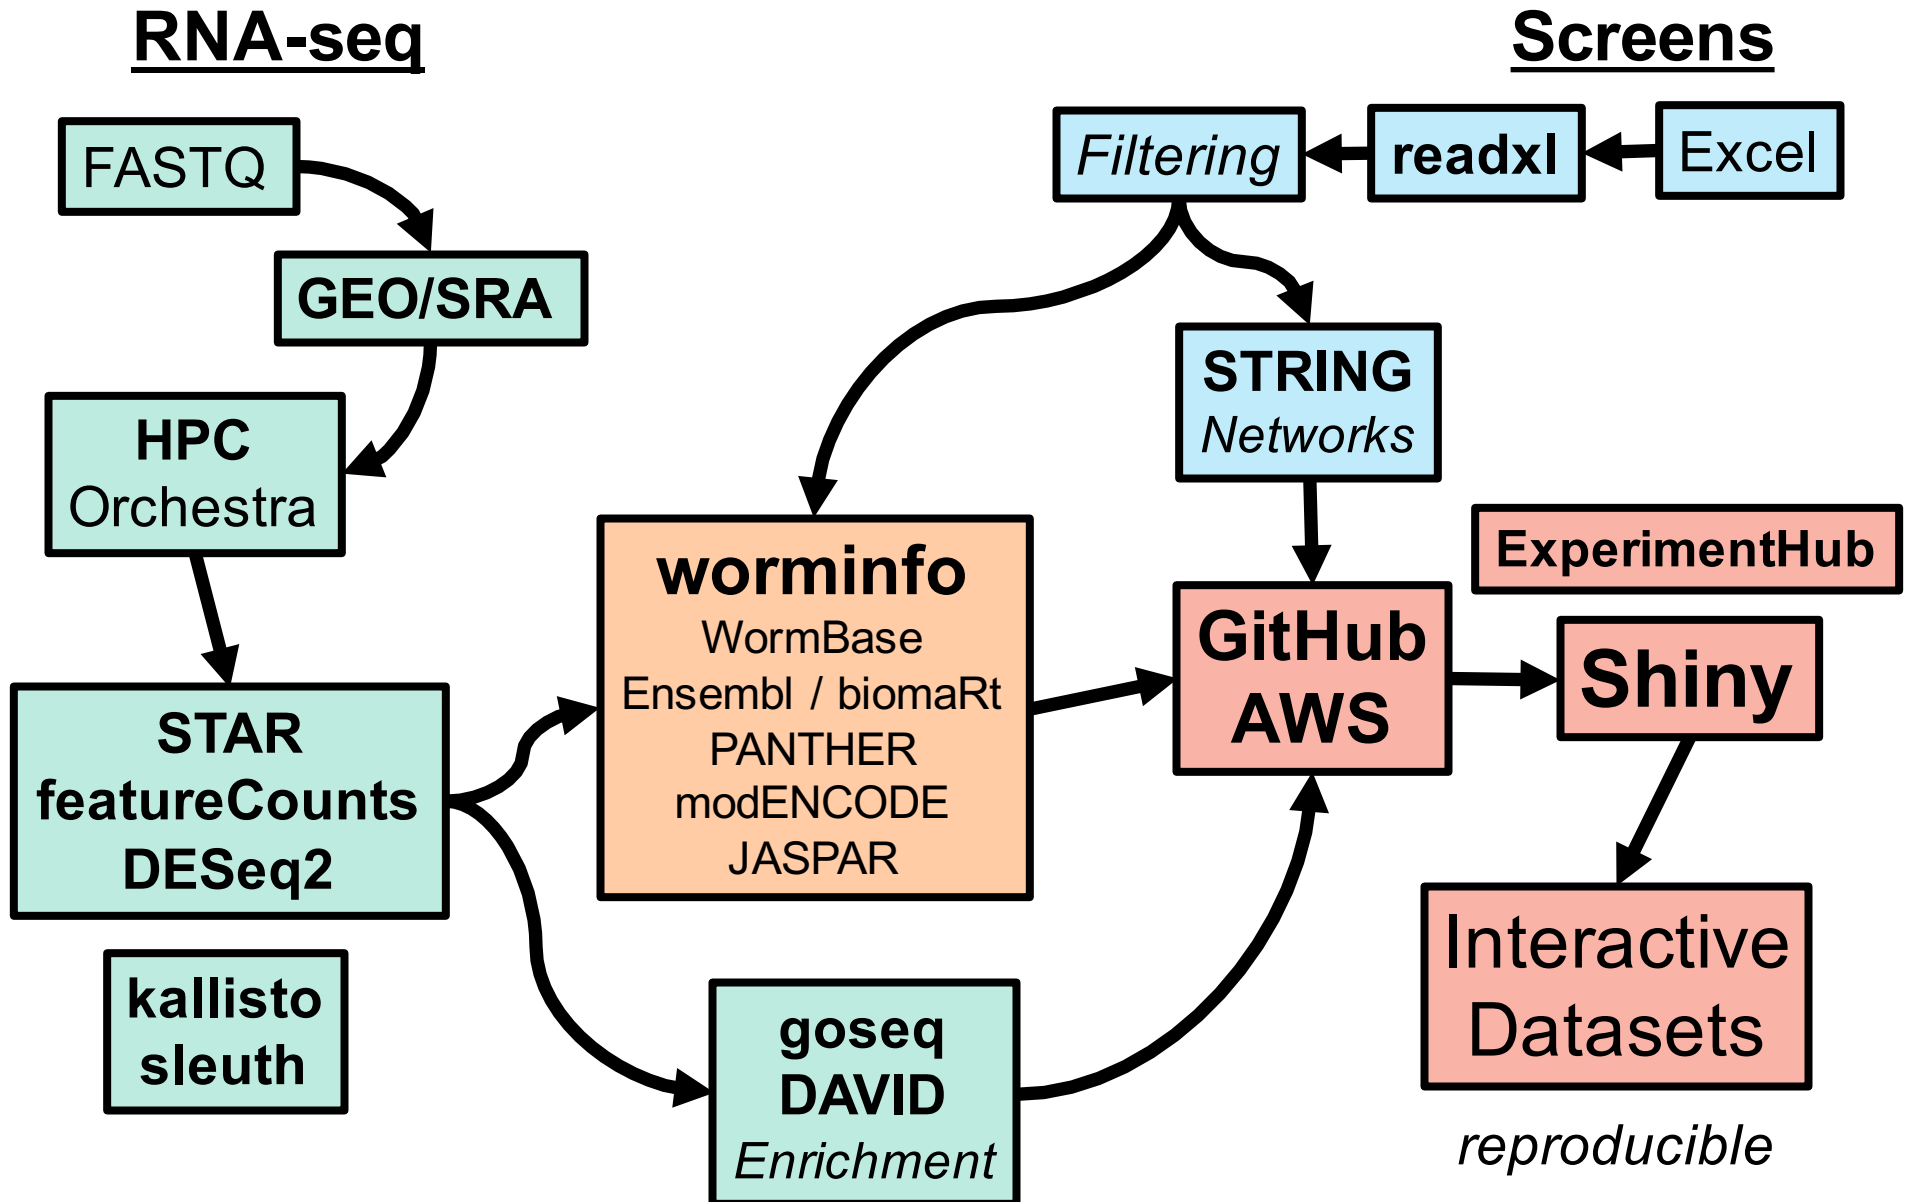 RNA-seq
Screens
FASTQ
GEO/SRA
HPC
Orchestra
STAR
featureCounts
DESeq2
kallisto
sleuth
Filtering
readxl
Excel
STRING
Networks
worminfo
WormBase
Ensembl / biomaRt
PANTHER
modENCODE
JASPAR
goseq
DAVID
Enrichment
GitHub
AWS
ExperimentHub
Shiny
Interactive
Datasets
reproducible